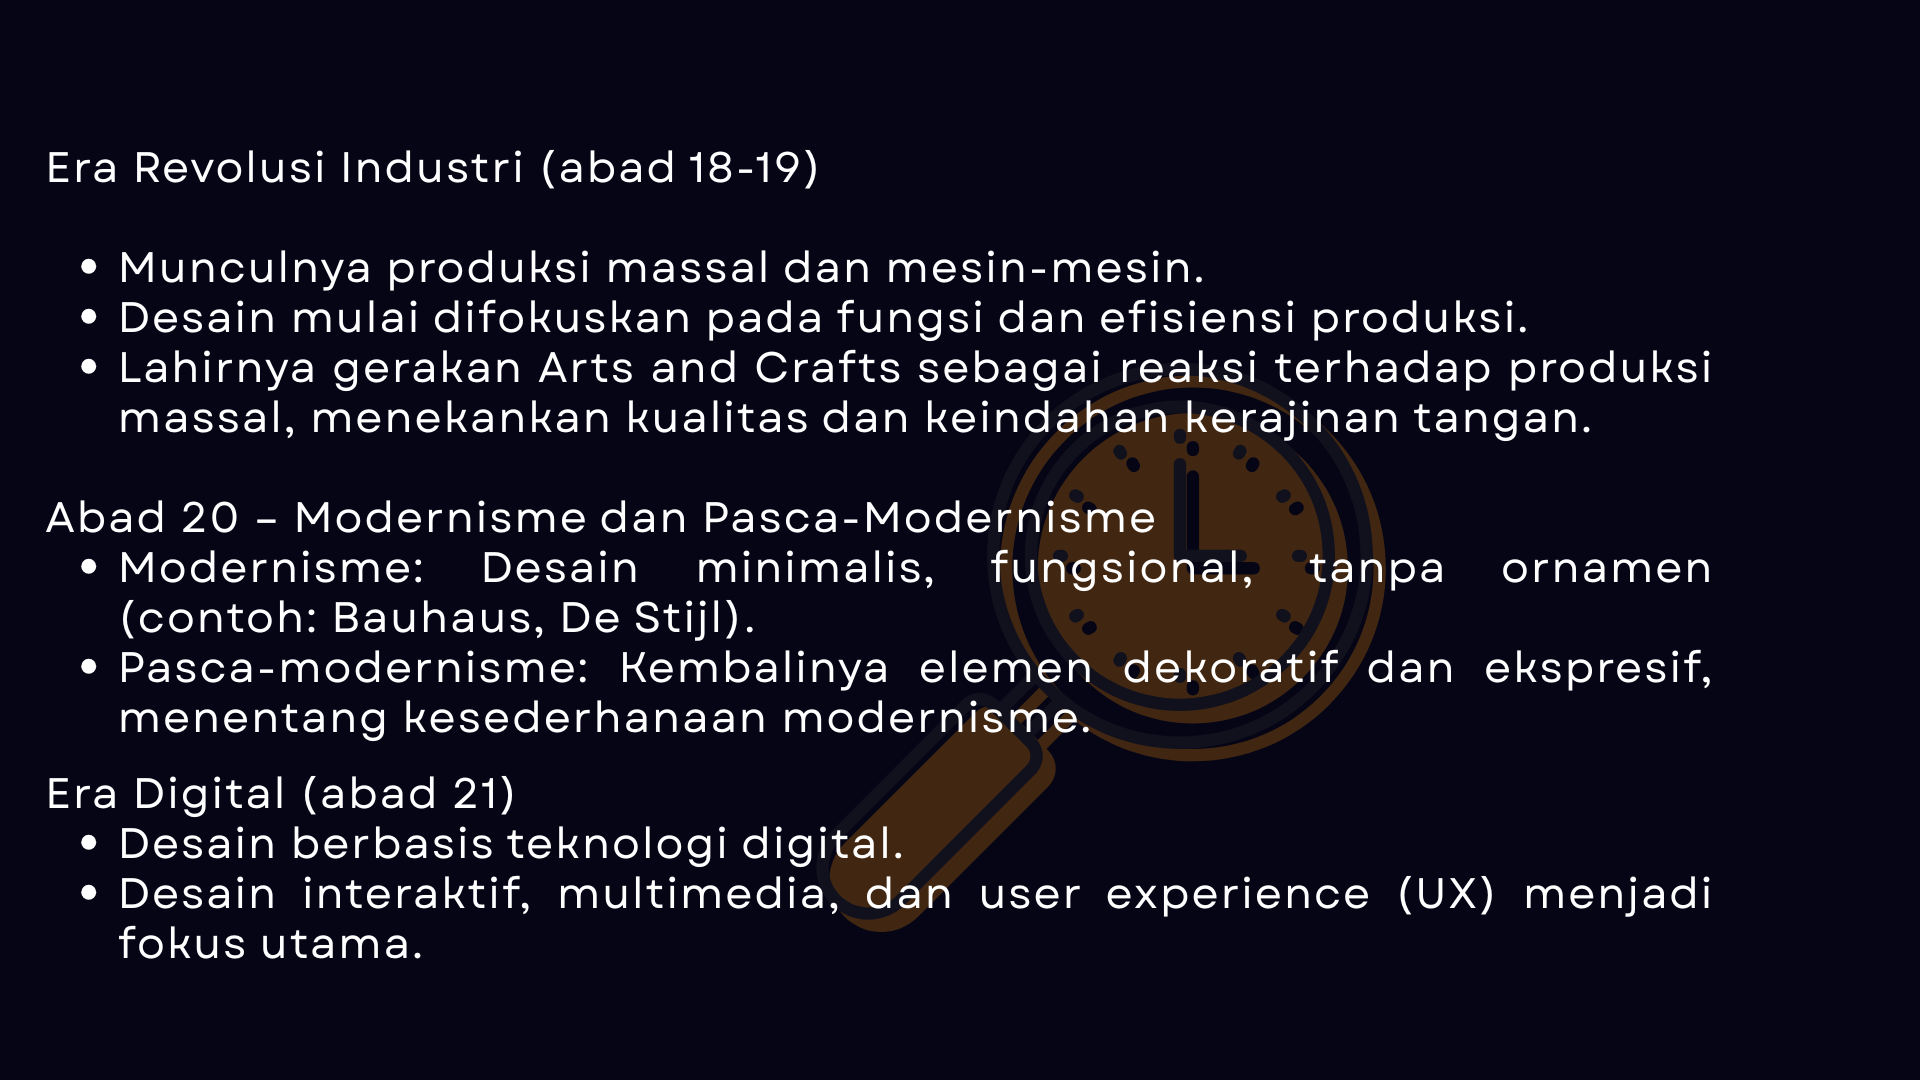 Era Revolusi Industri (abad 18-19)
• Munculnya produksi massal dan mesin-mesin.
• Desain mulai difokuskan pada fungsi dan efisiensi produksi.
• Lahirnya gerakan Arts and Crafts sebagai reaksi terhadap produksi
massal, menekankan kualitas dan keindahan kerajinan tangan.
Abad 20 – Modernisme dan Pasca-Modernisme
• Modernisme: Desain minimalis, fungsional, tanpa ornamen
(contoh: Bauhaus, De Stijl).
• Pasca-modernisme: Kembalinya elemen dekoratif dan ekspresif,
menentang kesederhanaan modernisme.
Era Digital (abad 21)
• Desain berbasis teknologi digital.
• Desain interaktif, multimedia, dan user experience (UX) menjadi
fokus utama.